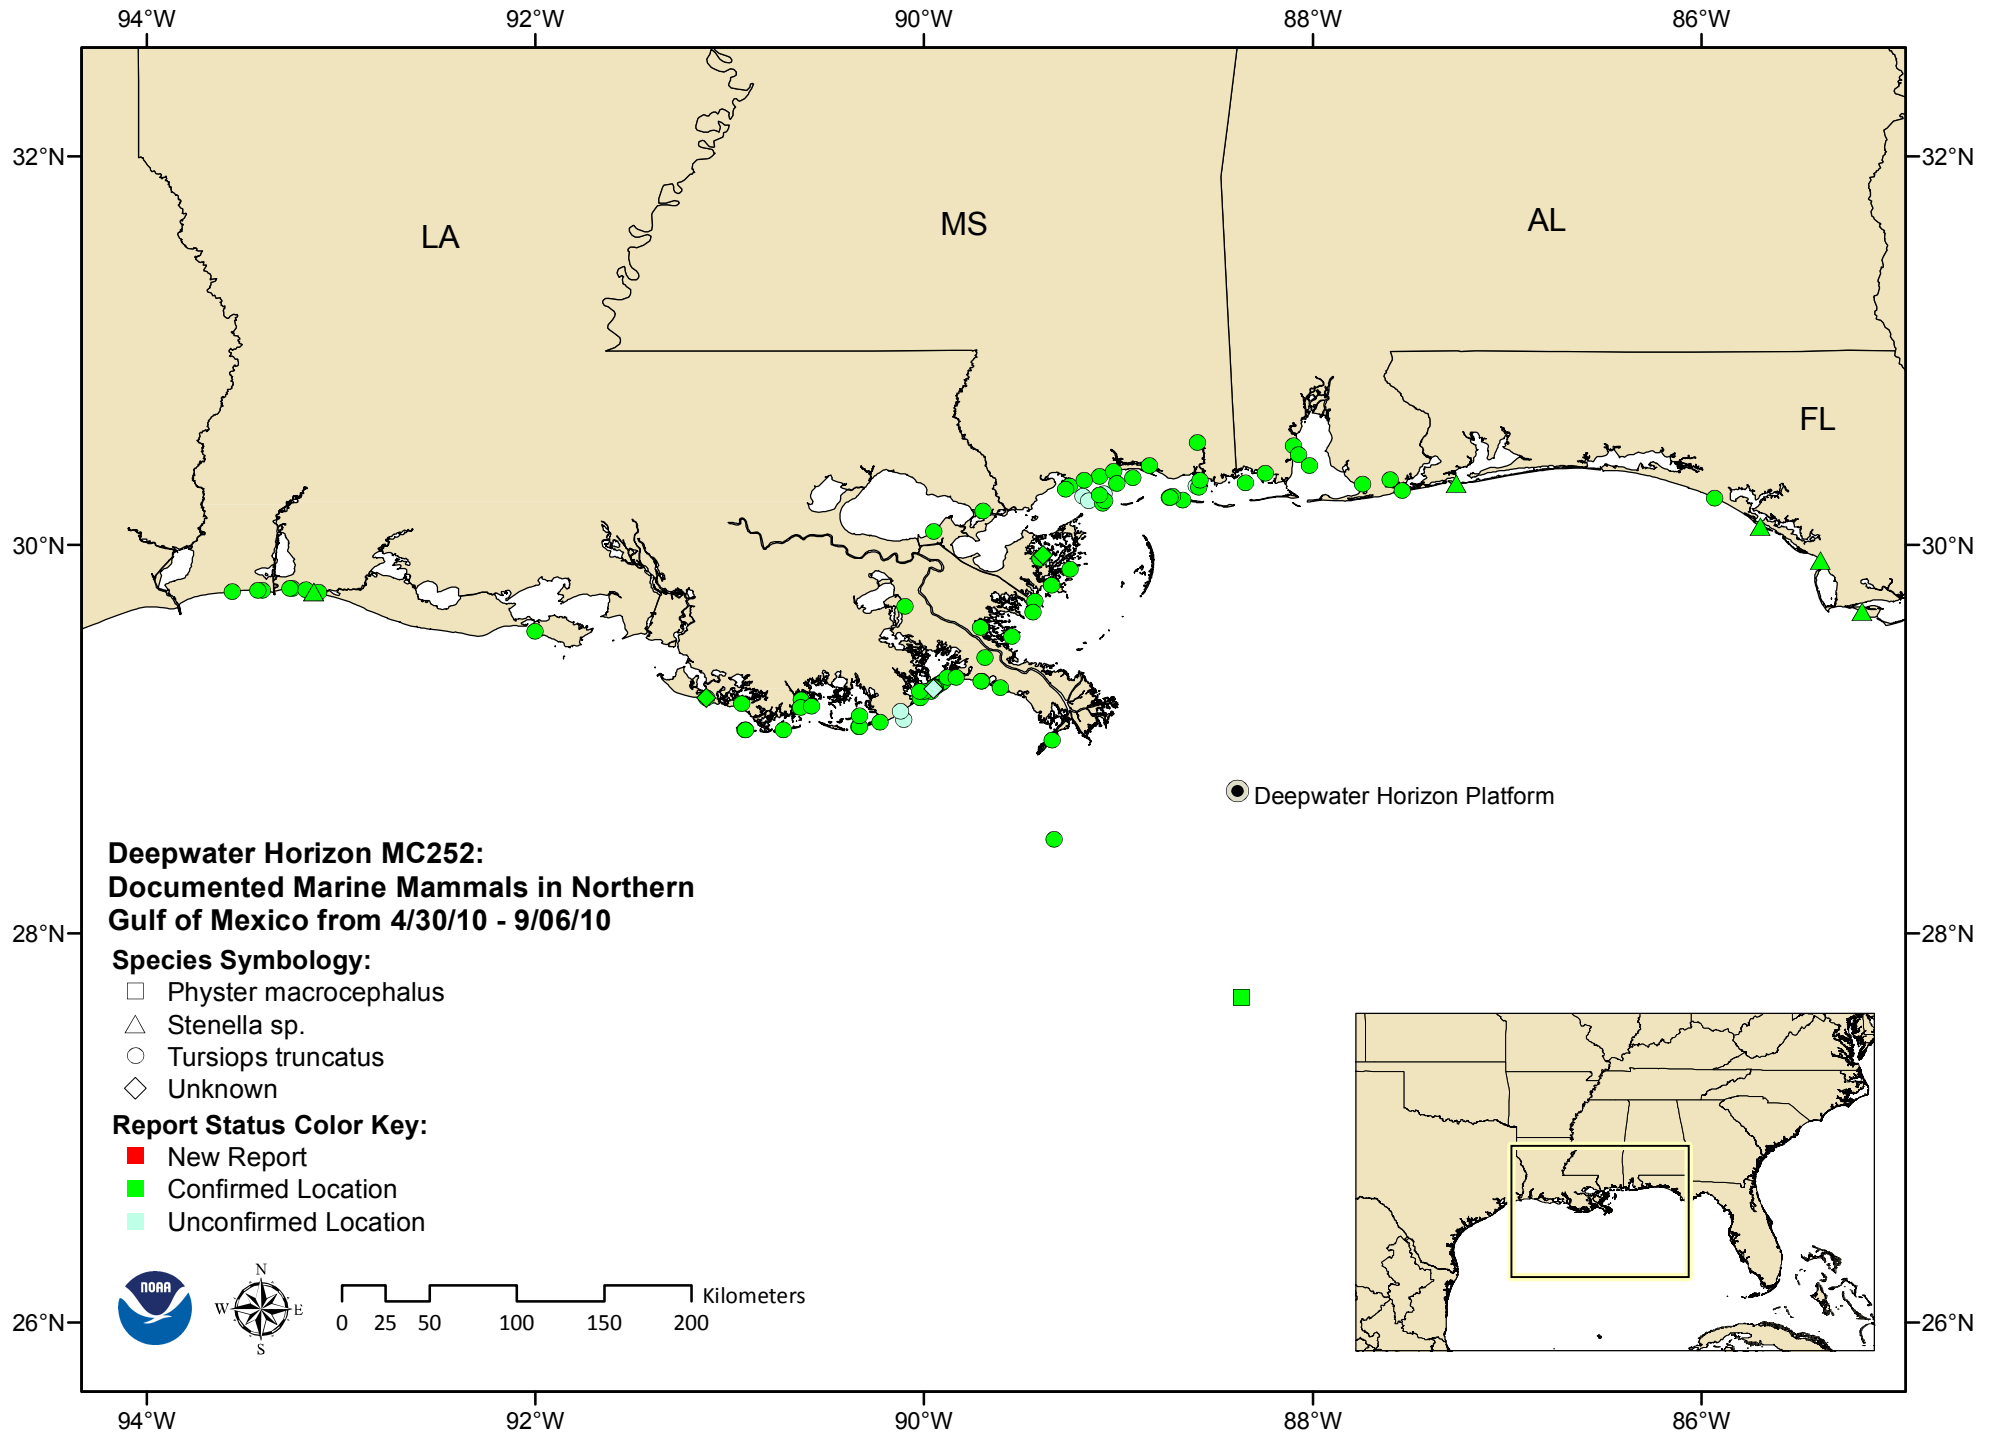 94°W 92°W 90°W 88°W 86°W
32°N 32°N
LA MS AL
FL
30°N 30°N
Deepwater Horizon Platform
Deepwater Horizon MC252:
Documented Marine Mammals in Northern
Gulf of Mexico from 4/30/10 - 9/06/10
28°N 28°N
Species Symbology:
Physter macrocephalus
Stenella sp.
Tursiops truncatus
Unknown
Report Status Color Key:
New Report
Confirmed Location
Unconfirmed Location
NOAA
N
W E
S
Kilometers
0 25 50 100 150 200
26°N 26°N
94°W 92°W 90°W 88°W 86°W